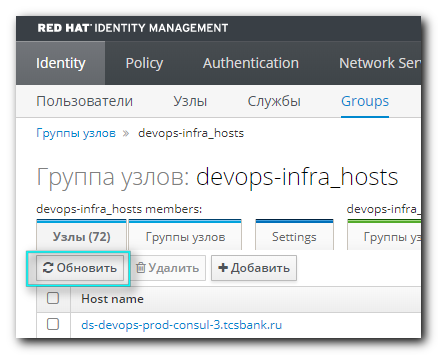 RED HAT IDENTITY MANAGEMENT
Identity Policy Authentication Network Serv
Пользователи Узлы Службы Groups
Группы узлов » devops-infra_hosts
Группа узлов: devops-infra_hosts
devops-infra_hosts members: devops-infra_h
Узлы (72) Группы узлов Settings Группы у
Обновить Удалить Добавить
Host name
ds-devops-prod-consul-3.tcsbank.ru